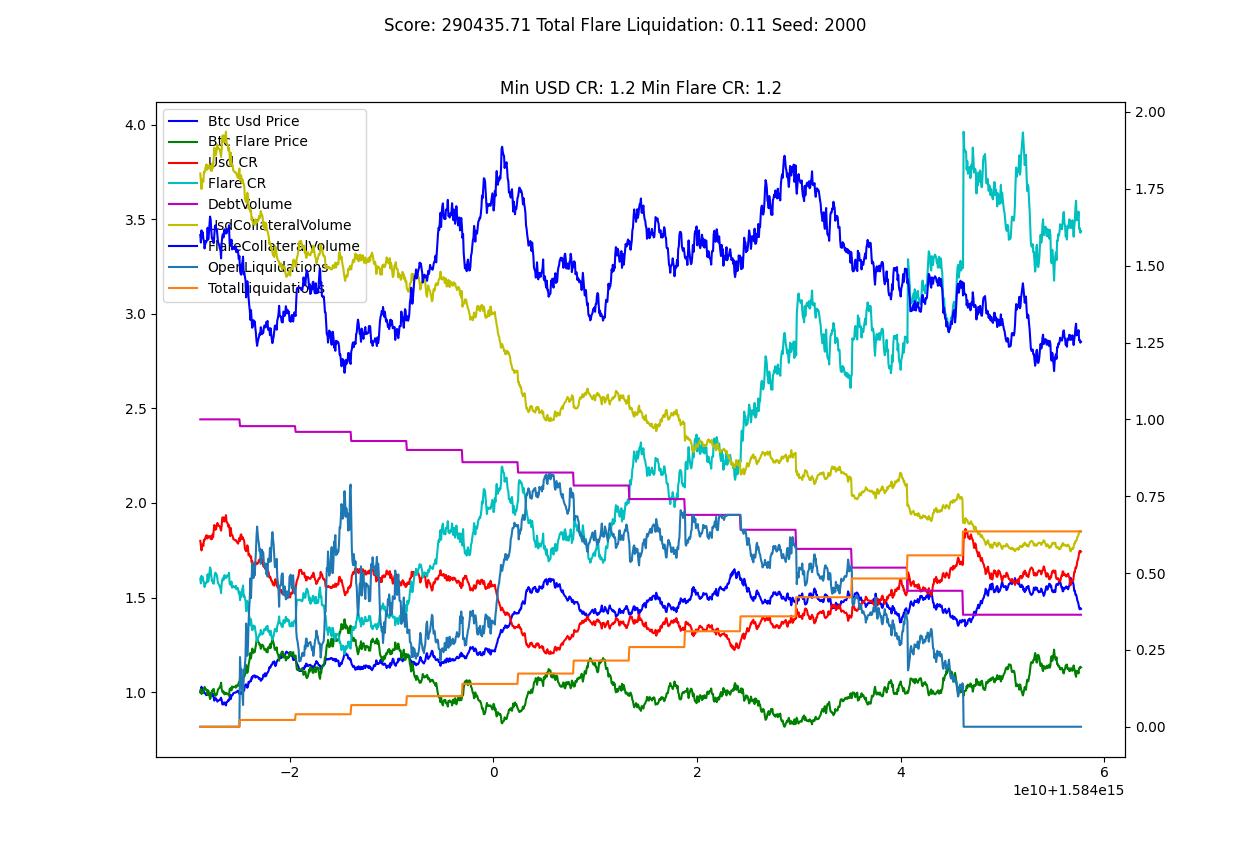 Score: 290435.71 Total Flare Liquidation: 0.11 Seed: 2000
Min USD CR: 1.2 Min Flare CR: 1.2
Btc Usd Price
Btc Flare Price
Usd CR
Flare CR
DebtVolume
UsdCollateralVolume
FlareCollateralVolume
OpenLiquidations
TotalLiquidations
4.0
3.5
3.0
2.5
2.0
1.5
1.0
2.00
1.75
1.50
1.25
1.00
0.75
0.50
0.25
0.00
−2 0 2 4 6
1e10+1.584e15